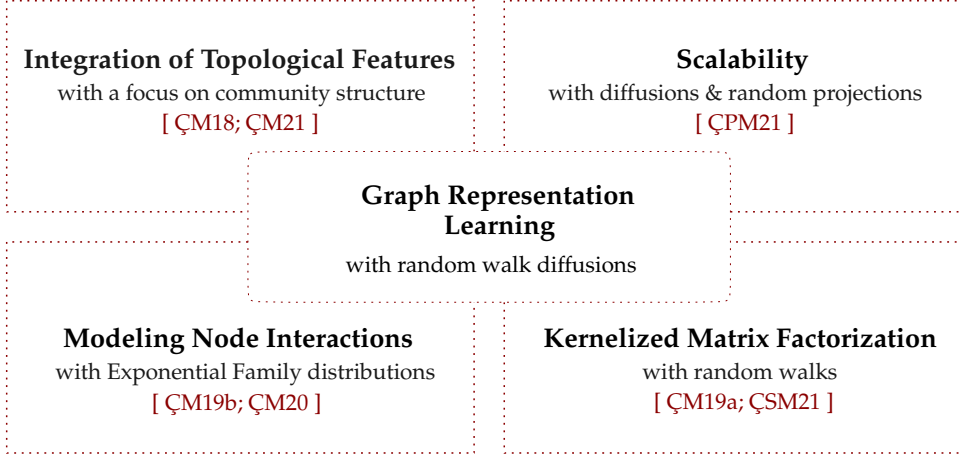 Integration of Topological Features
with a focus on community structure
[ ÇM18; ÇM21 ]
Scalability
with diffusions & random projections
[ ÇPM21 ]
Graph Representation
Learning
with random walk diffusions
Modeling Node Interactions
with Exponential Family distributions
[ ÇM19b; ÇM20 ]
Kernelized Matrix Factorization
with random walks
[ ÇM19a; ÇSM21 ]